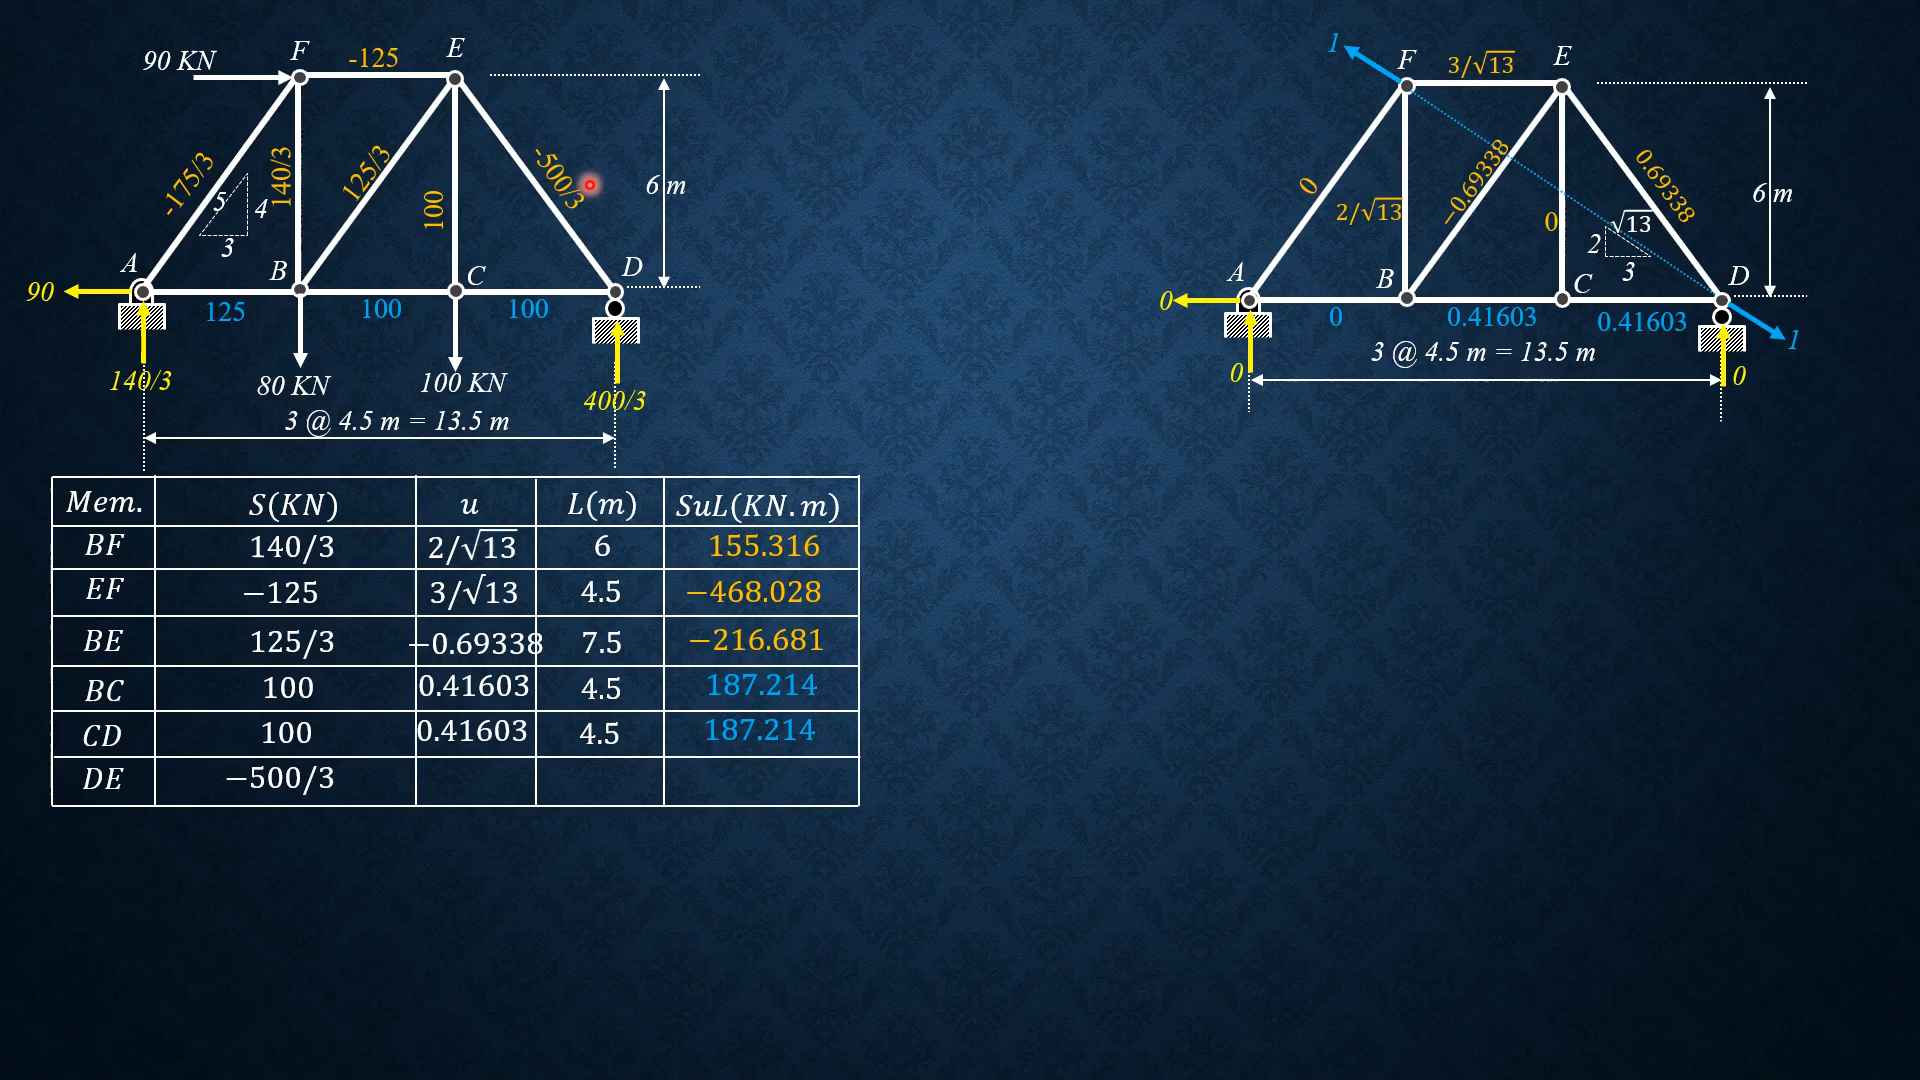 90 KN
F
-125
E
-175/3
5
4
3
140/3
125/3
100
-500/3
6 m
A
B
C
D
90
125
100
100
140/3
80 KN
100 KN
400/3
3 @ 4.5 m = 13.5 m
1
F
3/√13
E
0
2/√13
−0.69338
0
0.69338
√13
2
3
6 m
A
B
C
D
0
0
0.41603
0.41603
1
3 @ 4.5 m = 13.5 m
0
0
Mem. S(KN) u L(m) SuL(KN.m)
BF 140/3 2/√13 6 155.316
EF −125 3/√13 4.5 −468.028
BE 125/3 −0.69338 7.5 −216.681
BC 100 0.41603 4.5 187.214
CD 100 0.41603 4.5 187.214
DE −500/3